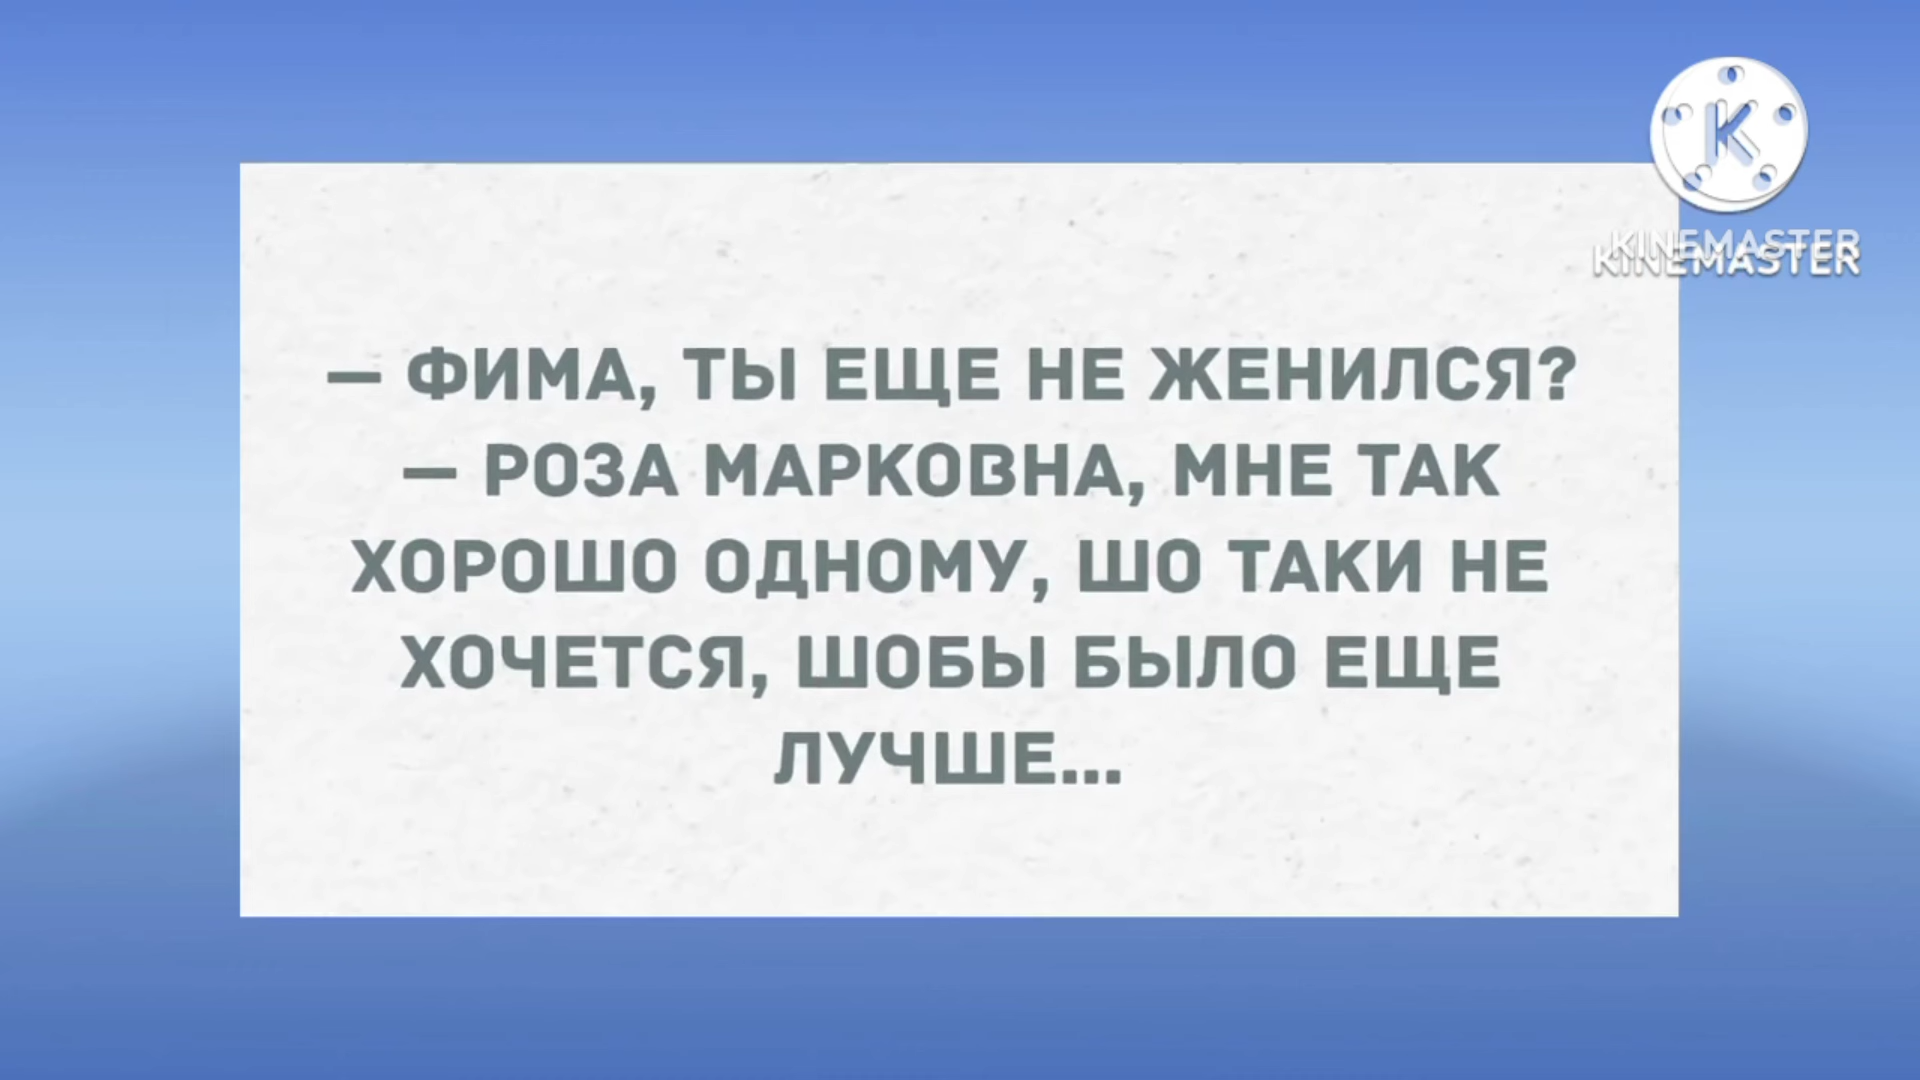 — ФИМА, ТЫ ЕЩЕ НЕ ЖЕНИЛСЯ?
— РОЗА МАРКОВНА, МНЕ ТАК
ХОРОШО ОДНОМУ, ШО ТАКИ НЕ
ХОЧЕТСЯ, ШОБЫ БЫЛО ЕЩЕ
ЛУЧШЕ...
K
KINEMASTER
KINEMASTER